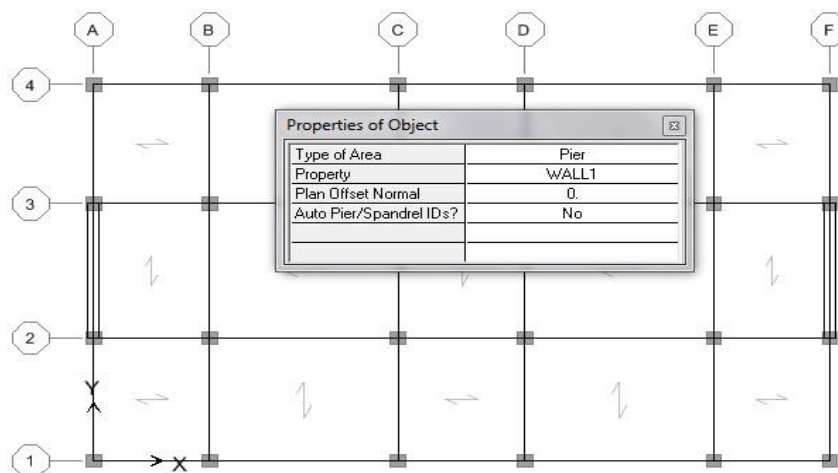 A B C D E F
4
Properties of Object
Type of Area Pier
Property WALL1
Plan Offset Normal 0.
Auto Pier/Spandrel IDs? No
3
2
Y
X
1